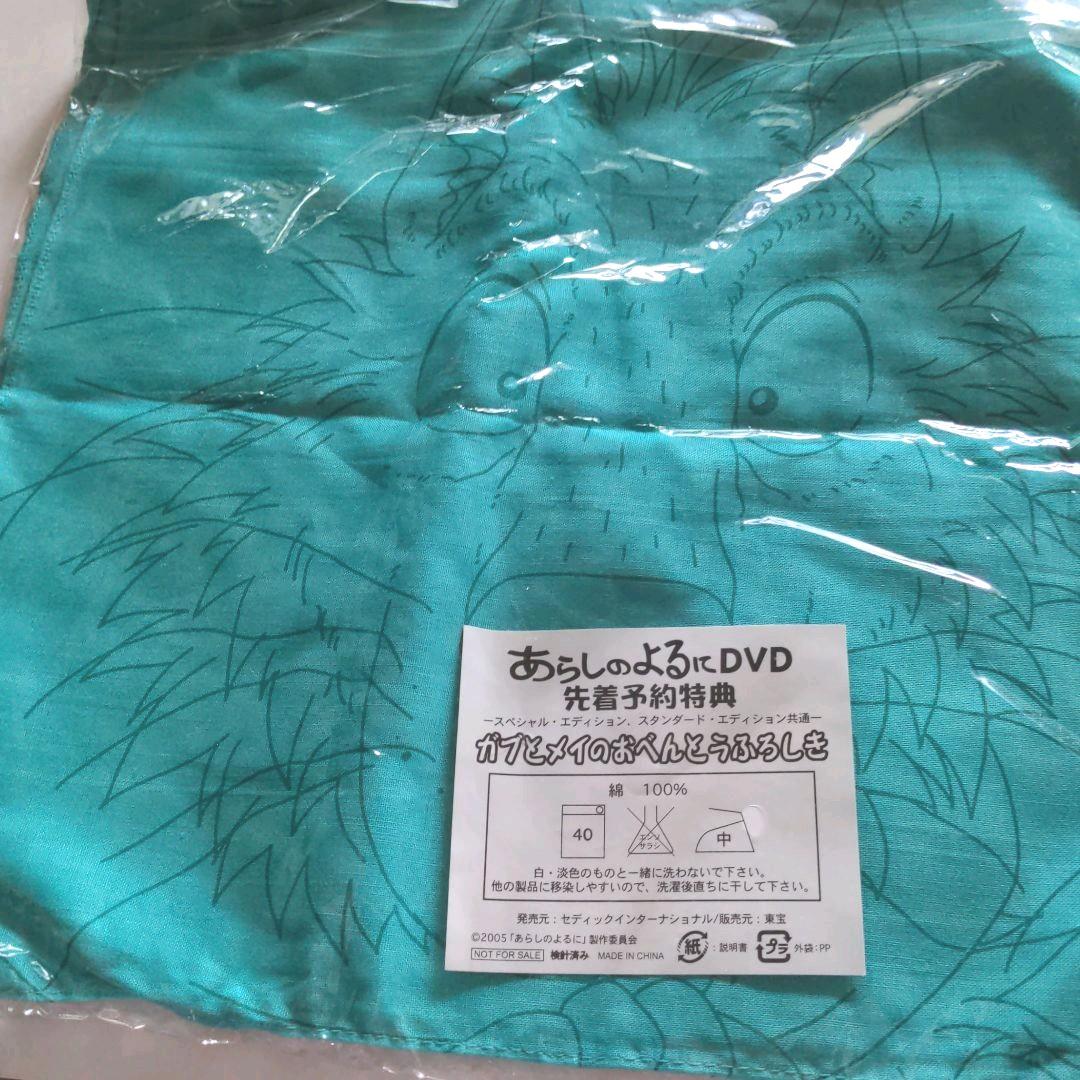 あらしのよるにDVD
先着予約特典
ースペシャル・エディション、スタンダード・エディション共通ー
ガブとメイのおべんとうふろしき
綿 100%
40
エンソ
サラシ
中
白・淡色のものと一緒に洗わないで下さい。
他の製品に移染しやすいので、洗濯後直ちに干して下さい。
発売元：セディックインターナショナル/販売元：東宝
©2005「あらしのよるに」製作委員会
NOT FOR SALE 検針済み MADE IN CHINA 紙：説明書 プラ 外袋：PP